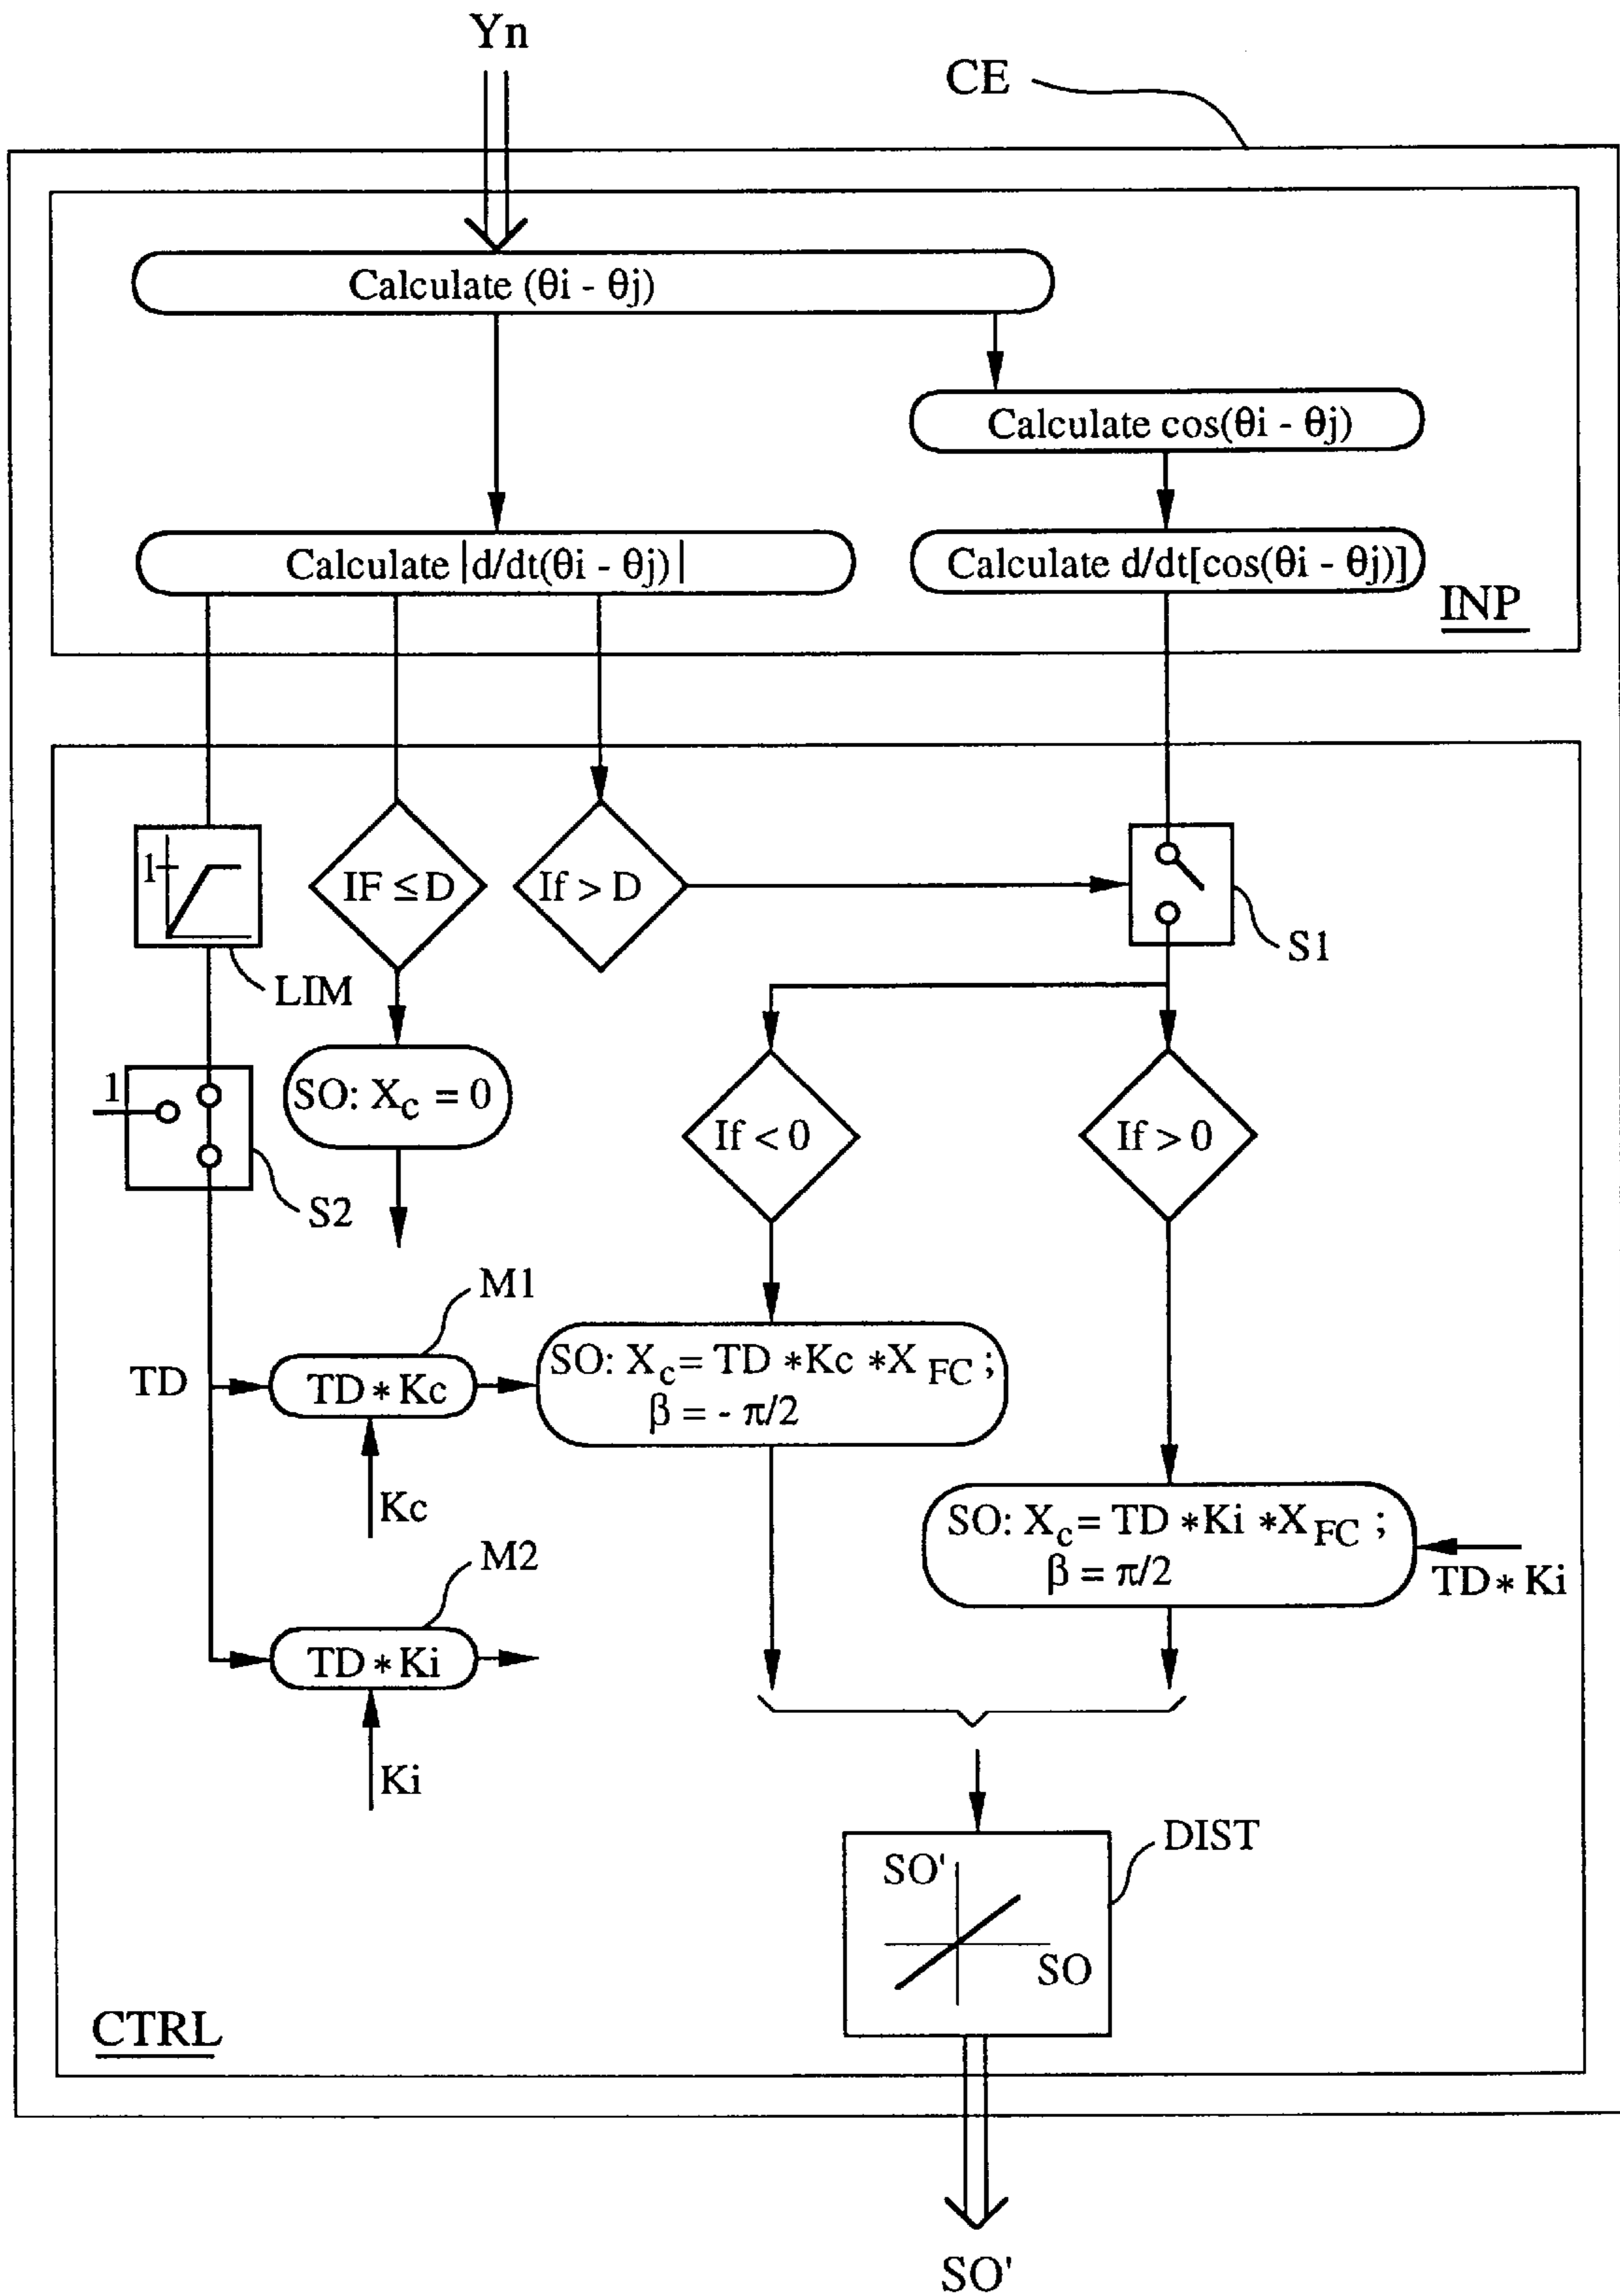 Yn
CE
Calculate (θi - θj)
Calculate cos(θi - θj)
Calculate |d/dt(θi - θj)|
Calculate d/dt[cos(θi - θj)]
INP
1
IF ≤ D
If > D
S1
LIM
1
SO: Xc = 0
If < 0
If > 0
S2
M1
TD
TD * Kc
SO: Xc = TD * Kc * XFC ;
β = - π/2
Kc
SO: Xc = TD * Ki * XFC ;
β = π/2
TD * Ki
M2
TD * Ki
Ki
DIST
SO'
SO
CTRL
SO'